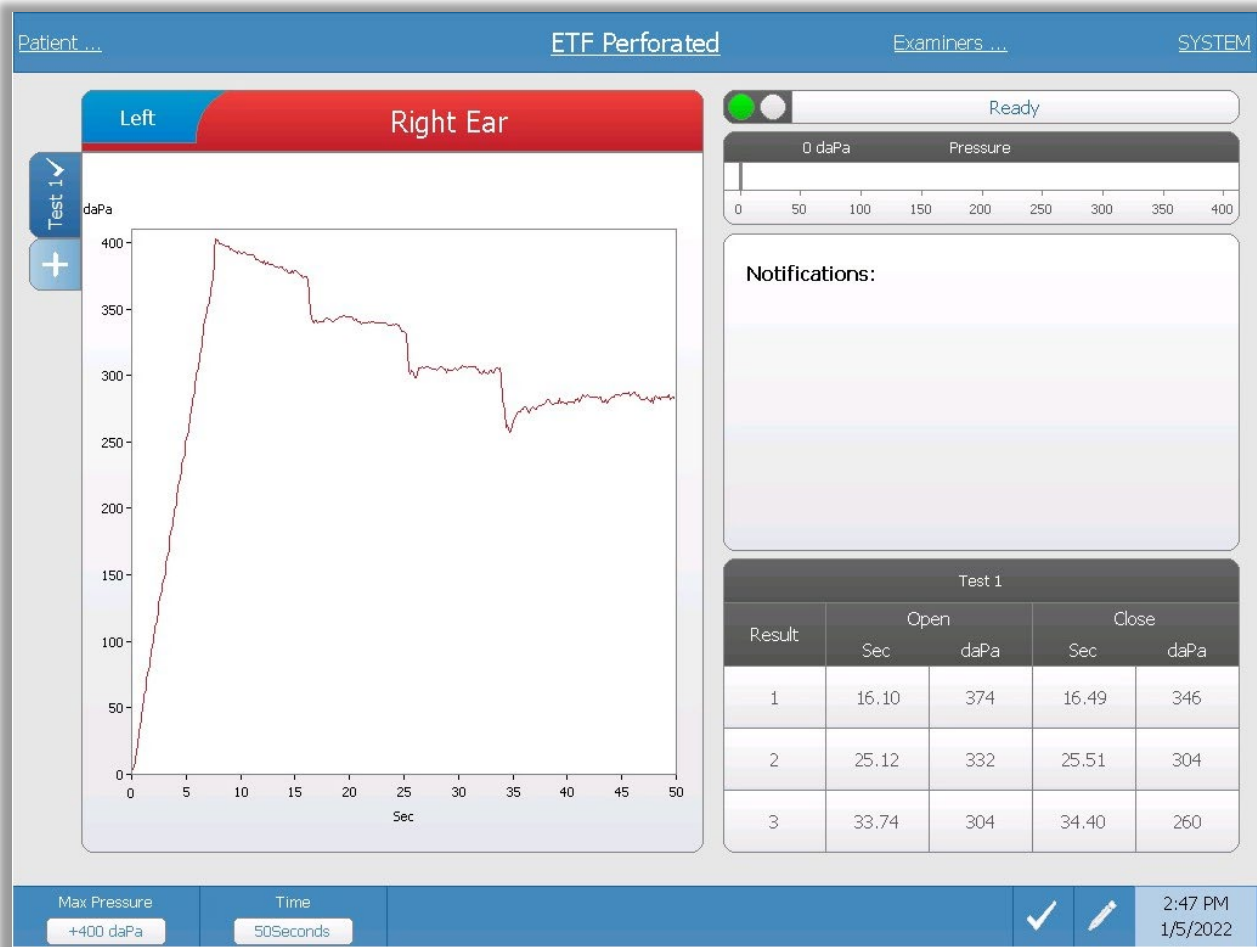 Patient ... ETF Perforated Examiners ... SYSTEM
Left Right Ear
Test 1
daPa
400
350
300
250
200
150
100
50
0
0 5 10 15 20 25 30 35 40 45 50
Sec
Ready
0 daPa Pressure
0 50 100 150 200 250 300 350 400
Notifications:
Test 1
Result Open Close
Sec daPa Sec daPa
1 16.10 374 16.49 346
2 25.12 332 25.51 304
3 33.74 304 34.40 260
Max Pressure Time
+400 daPa 50Seconds
2:47 PM
1/5/2022